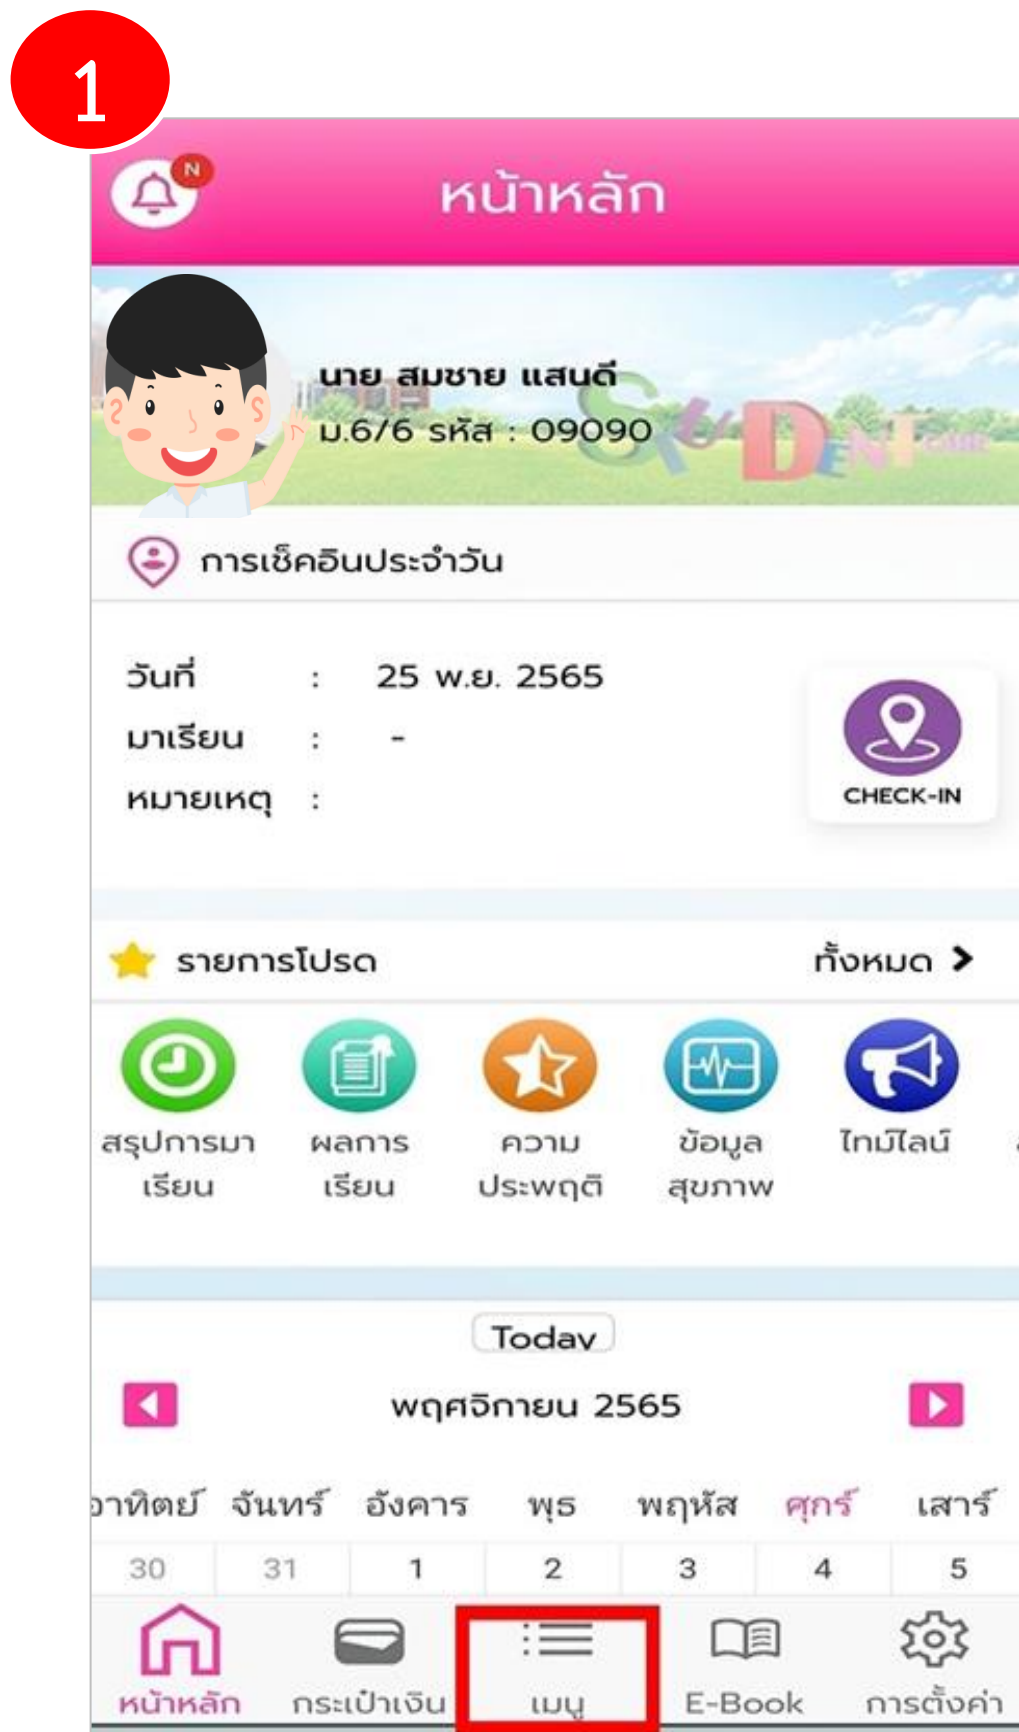 1
N
หน้าหลัก
นาย สมชาย แสนดี
ม.6/6 รหัส : 09090
STUDENT CARE
การเช็คอินประจำวัน
วันที่ : 25 พ.ย. 2565
มาเรียน : -
หมายเหตุ :
CHECK-IN
รายการโปรด ทั้งหมด
สรุปการมา ผลการ ความ ข้อมูล ไทม์ไลน์
เรียน เรียน ประพฤติ สุขภาพ
Today
พฤศจิกายน 2565
อาทิตย์ จันทร์ อังคาร พุธ พฤหัส ศุกร์ เสาร์
30 31 1 2 3 4 5
หน้าหลัก กระเป๋าเงิน เมนู E-Book การตั้งค่า